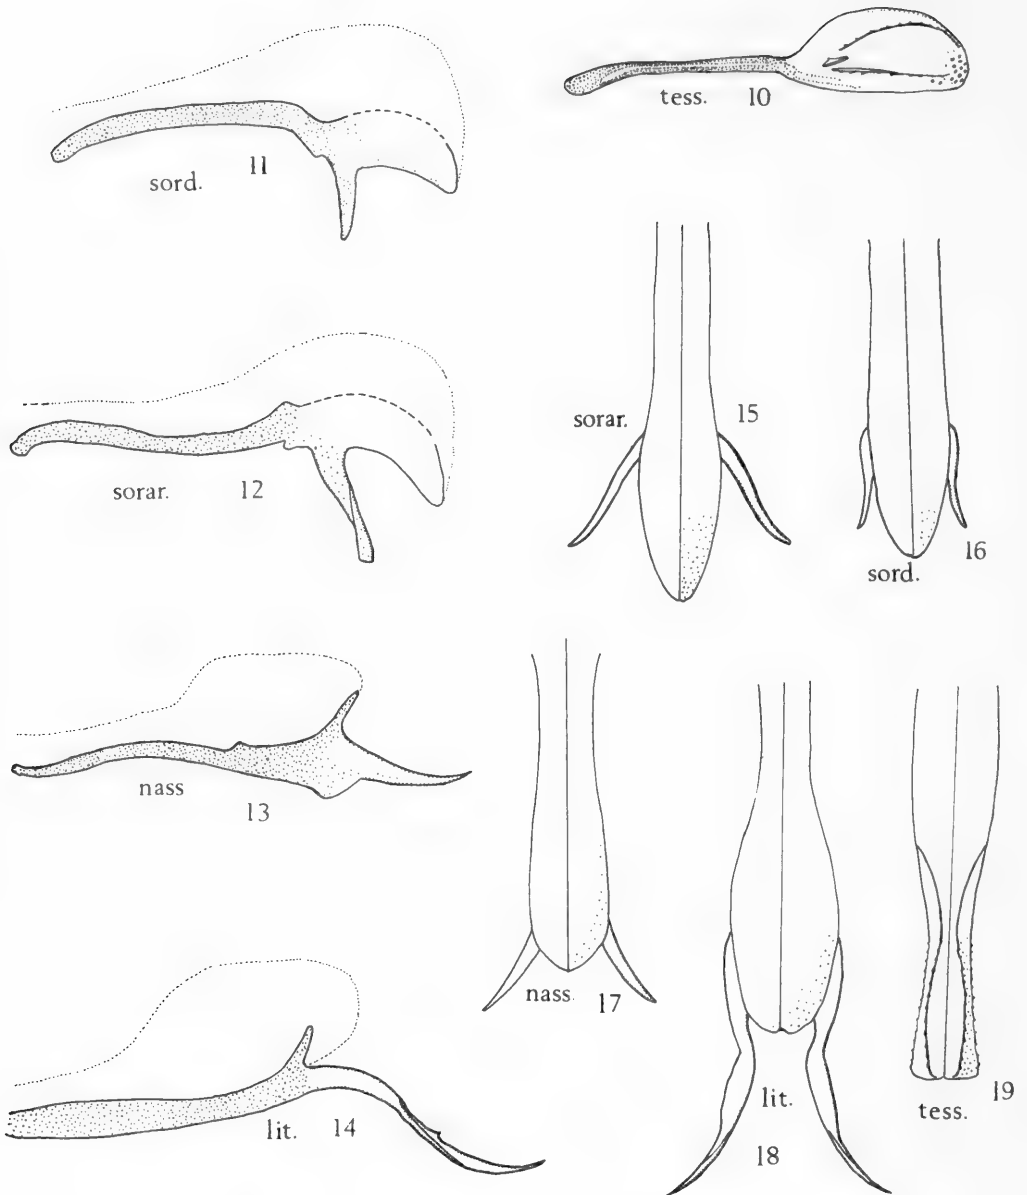 tess. 10
sord. 11
sorar. 12
sorar. 15
sord. 16
nass 13
nass. 17
lit. 14
lit. 18
tess. 19